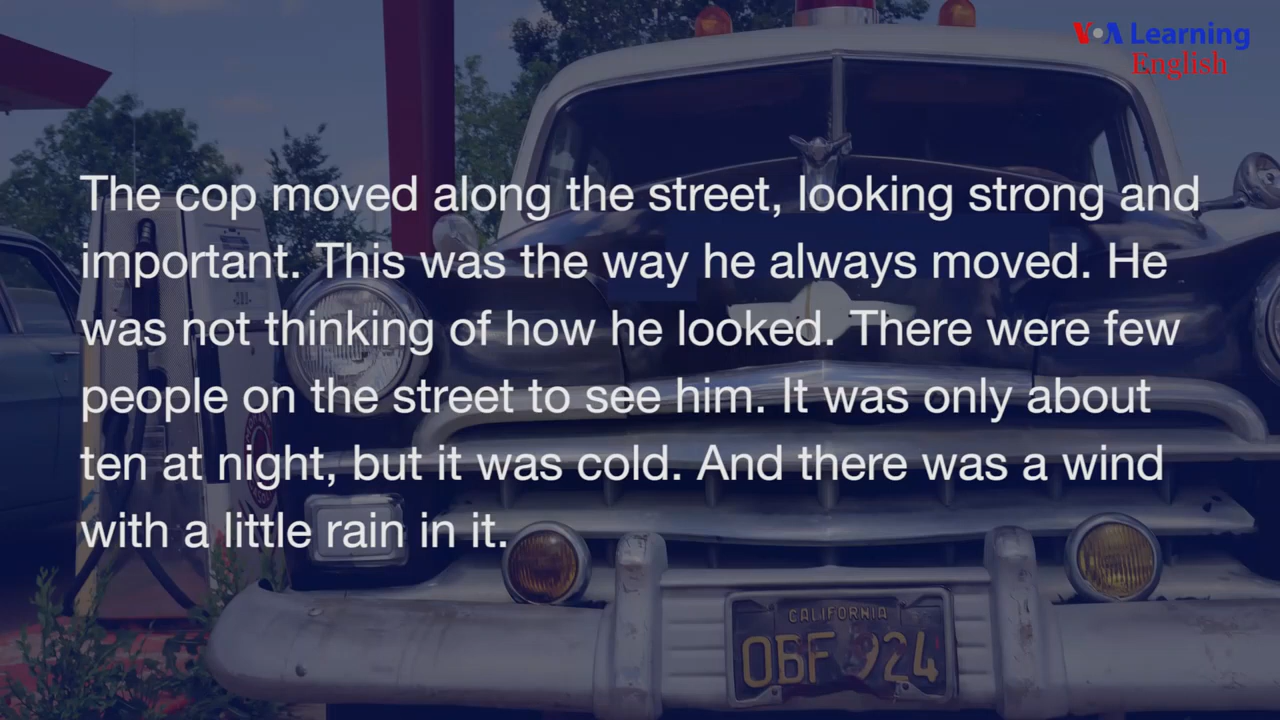 VOA Learning
English
The cop moved along the street, looking strong and
important. This was the way he always moved. He
was not thinking of how he looked. There were few
people on the street to see him. It was only about
ten at night, but it was cold. And there was a wind
with a little rain in it.
CALIFORNIA
924